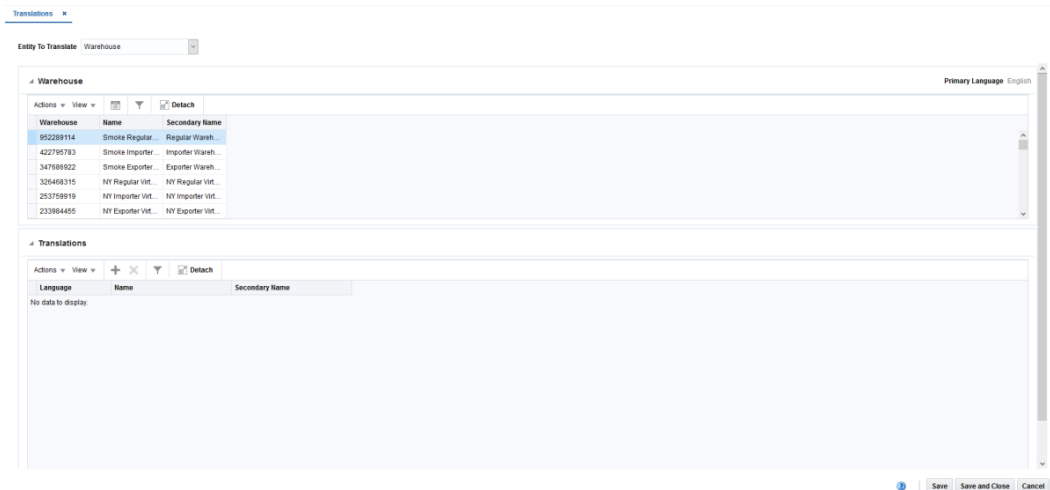 Translations ×
Entity To Translate Warehouse
Warehouse Primary Language English
Actions View Detach
Warehouse Name Secondary Name
952289114 Smoke Regular... Regular Wareh...
422795783 Smoke Importer... Importer Wareh...
347686922 Smoke Exporter... Exporter Wareh...
326468315 NY Regular Virt... NY Regular Virt...
253759919 NY Importer Virt... NY Importer Virt...
233984455 NY Exporter Virt... NY Exporter Virt...
Translations
Actions View Detach
Language Name Secondary Name
No data to display.
Save Save and Close Cancel